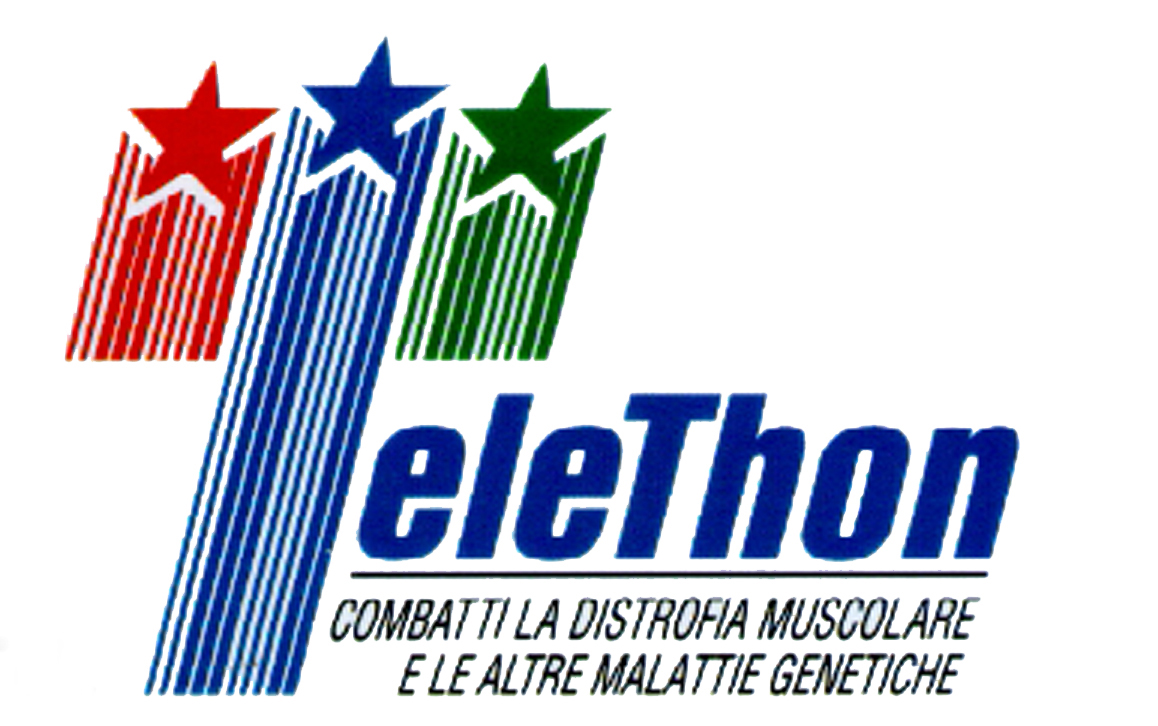 TeleThon
COMBATTI LA DISTROFIA MUSCOLARE
E LE ALTRE MALATTIE GENETICHE